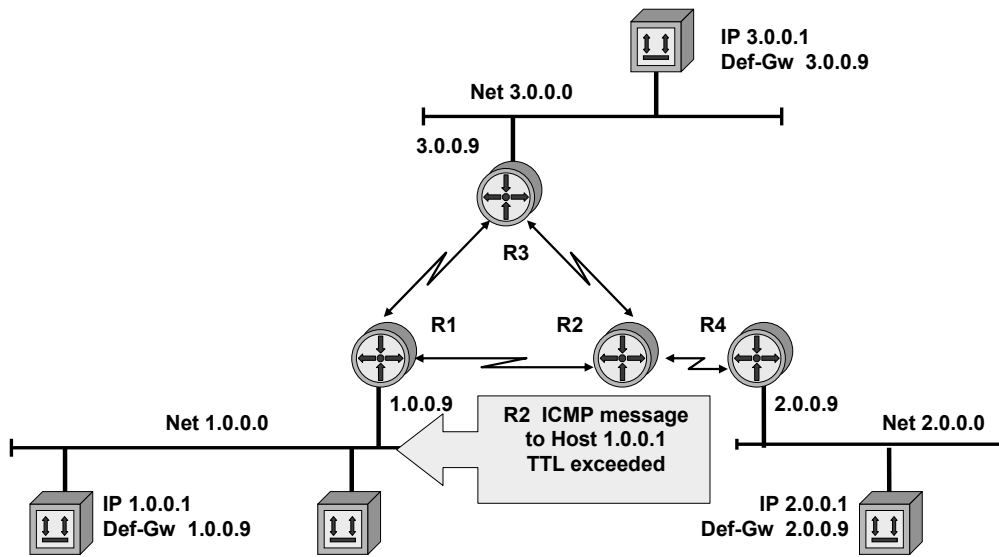 IP 3.0.0.1
Def-Gw 3.0.0.9
Net 3.0.0.0
3.0.0.9
R3
R1
R2
R4
1.0.0.9
2.0.0.9
R2 ICMP message
to Host 1.0.0.1
TTL exceeded
Net 1.0.0.0
Net 2.0.0.0
IP 1.0.0.1
Def-Gw 1.0.0.9
IP 2.0.0.1
Def-Gw 2.0.0.9